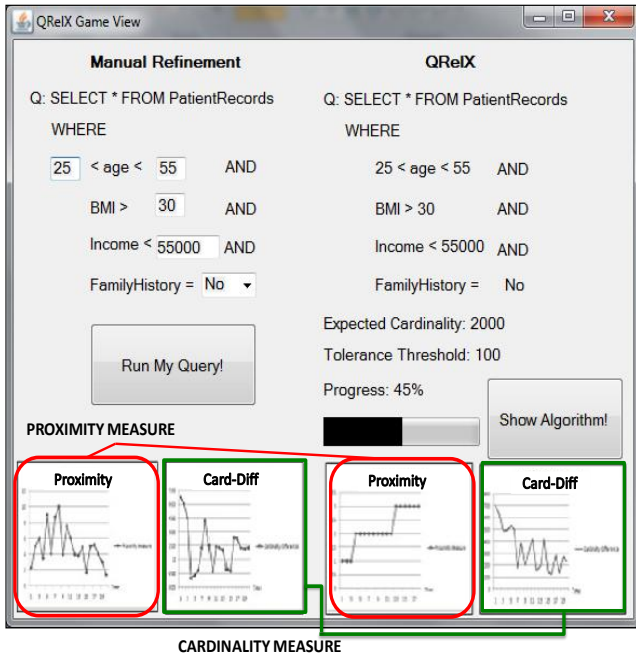 QRelX Game View
Manual Refinement
Q: SELECT * FROM PatientRecords
WHERE
25 < age < 55 AND
BMI > 30 AND
Income < 55000 AND
FamilyHistory = No
Run My Query!
QRelX
Q: SELECT * FROM PatientRecords
WHERE
25 < age < 55 AND
BMI > 30 AND
Income < 55000 AND
FamilyHistory = No
Expected Cardinality: 2000
Tolerance Threshold: 100
Progress: 45%
Show Algorithm!
PROXIMITY MEASURE
Proximity
Card-Diff
Proximity
Card-Diff
CARDINALITY MEASURE